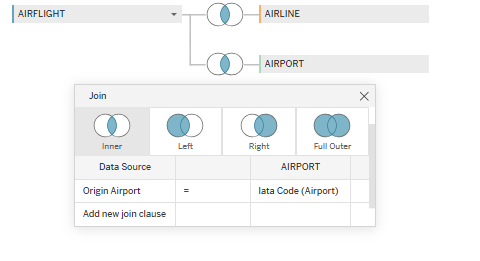 AIRFLIGHT
AIRLINE
AIRPORT
Join
Inner Left Right Full Outer
Data Source AIRPORT
Origin Airport = Iata Code (Airport)
Add new join clause